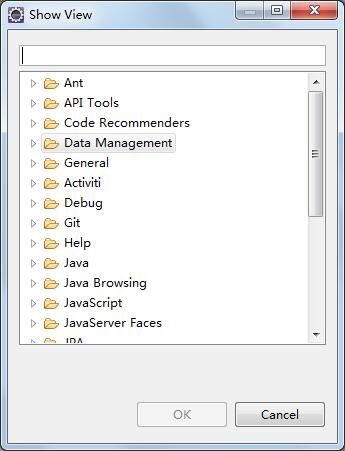 Show View
Ant
API Tools
Code Recommenders
Data Management
General
Activiti
Debug
Git
Help
Java
Java Browsing
JavaScript
JavaServer Faces
JPA
OK
Cancel